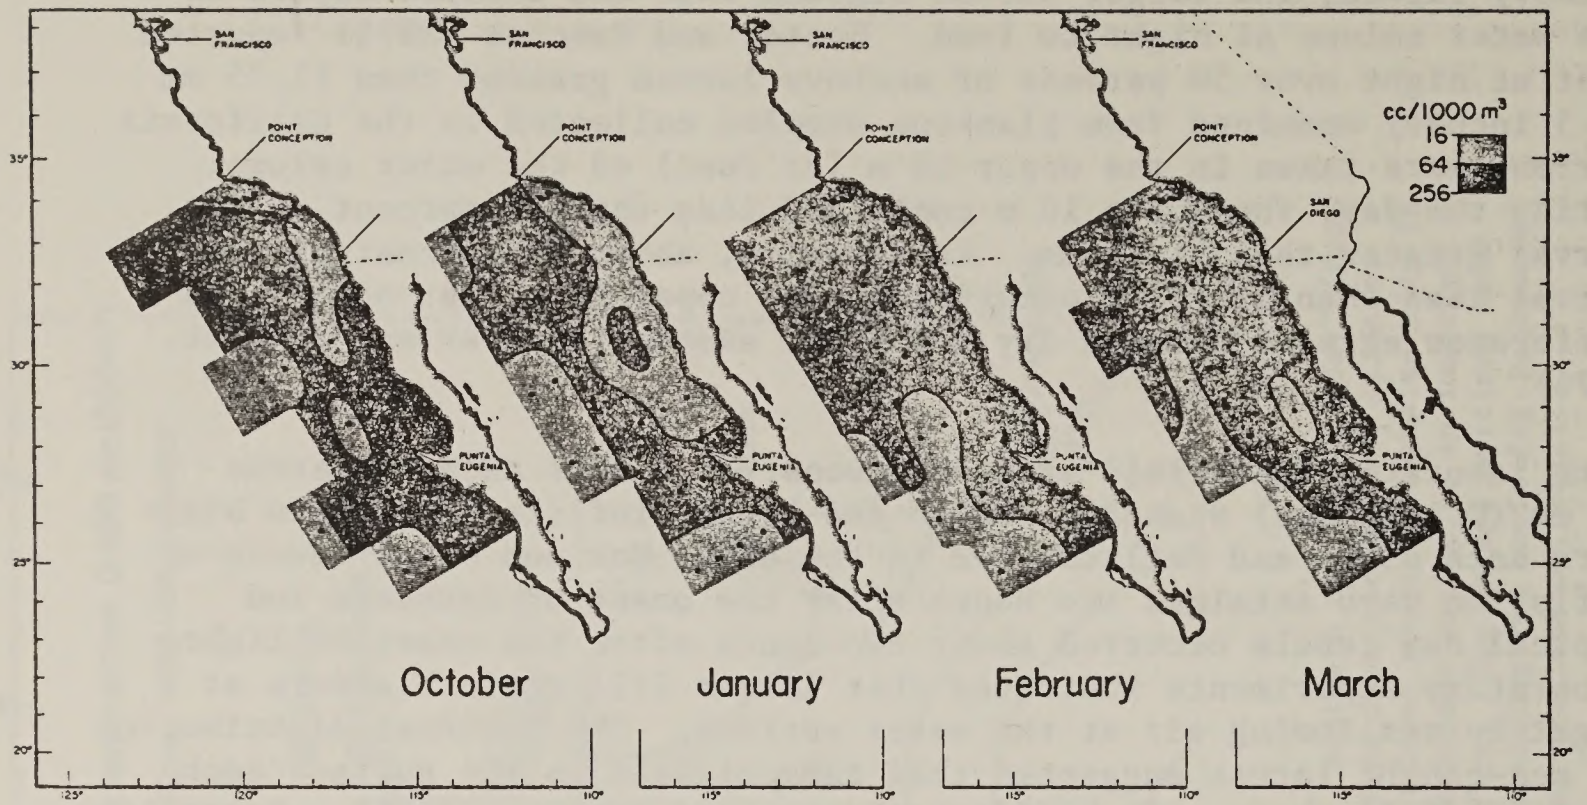 SAN
FRANCISCO
SAN
FRANCISCO
SAN
FRANCISCO
SAN
FRANCISCO
cc/1000 m³
16
64
256
POINT
CONCEPTION
POINT
CONCEPTION
POINT
CONCEPTION
POINT
CONCEPTION
35°
35°
SAN
DIEGO
30°
30°
PUNTA
EUGENIA
PUNTA
EUGENIA
PUNTA
EUGENIA
PUNTA
EUGENIA
25°
25°
October
January
February
March
20°
20°
125°
120°
115°
110°
115°
110°
115°
110°
115°
110°